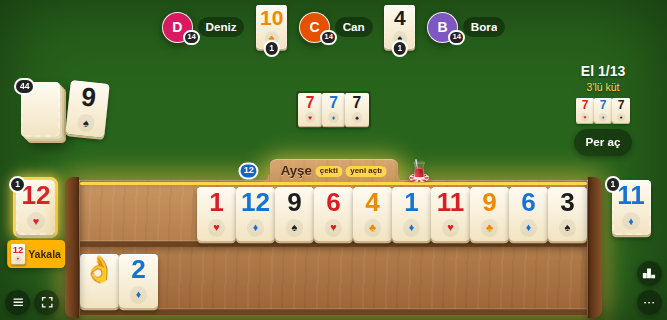 D 14 Deniz
10 ♣ 1
C 14 Can
4 ♠ 1
B 14 Bora
44
9 ♠
7 ♥ 7 ♦ 7 ♠
El 1/13
3'lü küt
7 ♥ 7 ♦ 7 ♠
Per aç
12 Ayşe çekti yeni açtı
1
12 ♥
12 Yakala
1 ♥ 12 ♦ 9 ♠ 6 ♥ 4 ♣ 1 ♦ 11 ♥ 9 ♣ 6 ♦ 3 ♠
1
11 ♦
2 ♦